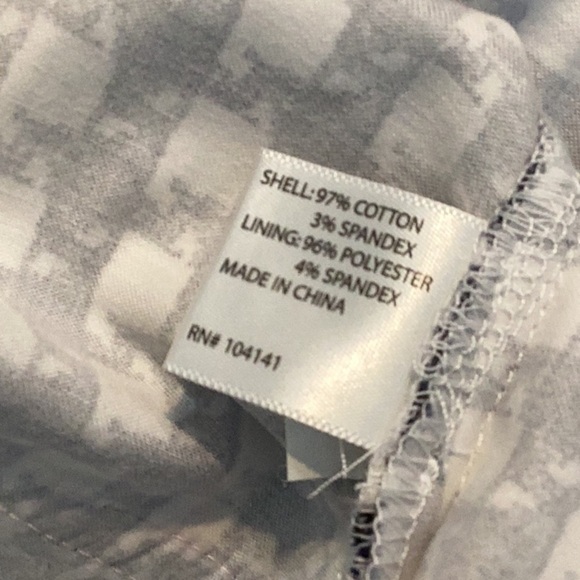 SHELL: 97% COTTON
3% SPANDEX
LINING: 96% POLYESTER
4% SPANDEX
MADE IN CHINA
RN# 104141